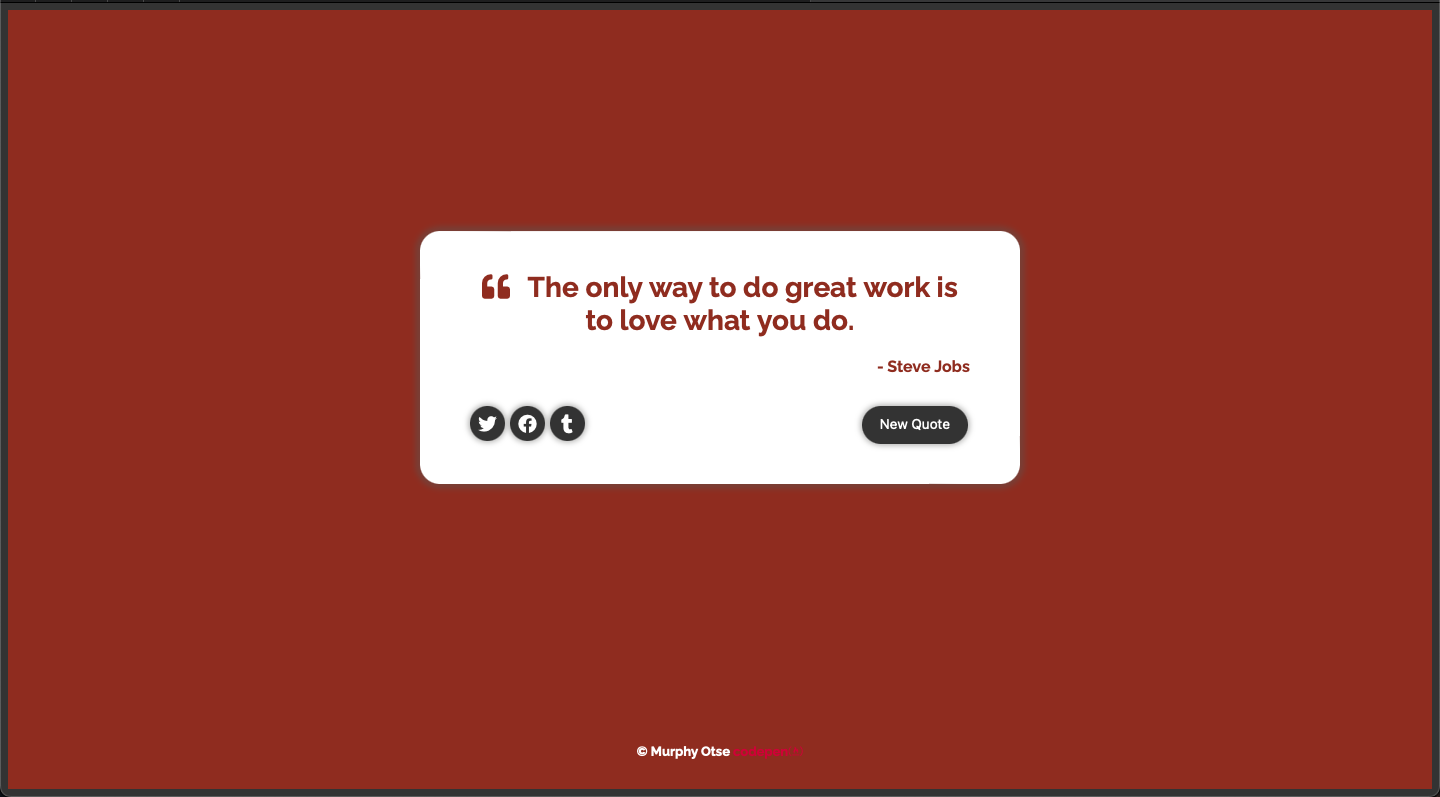 The only way to do great work is
to love what you do.
- Steve Jobs
New Quote
© Murphy Otse